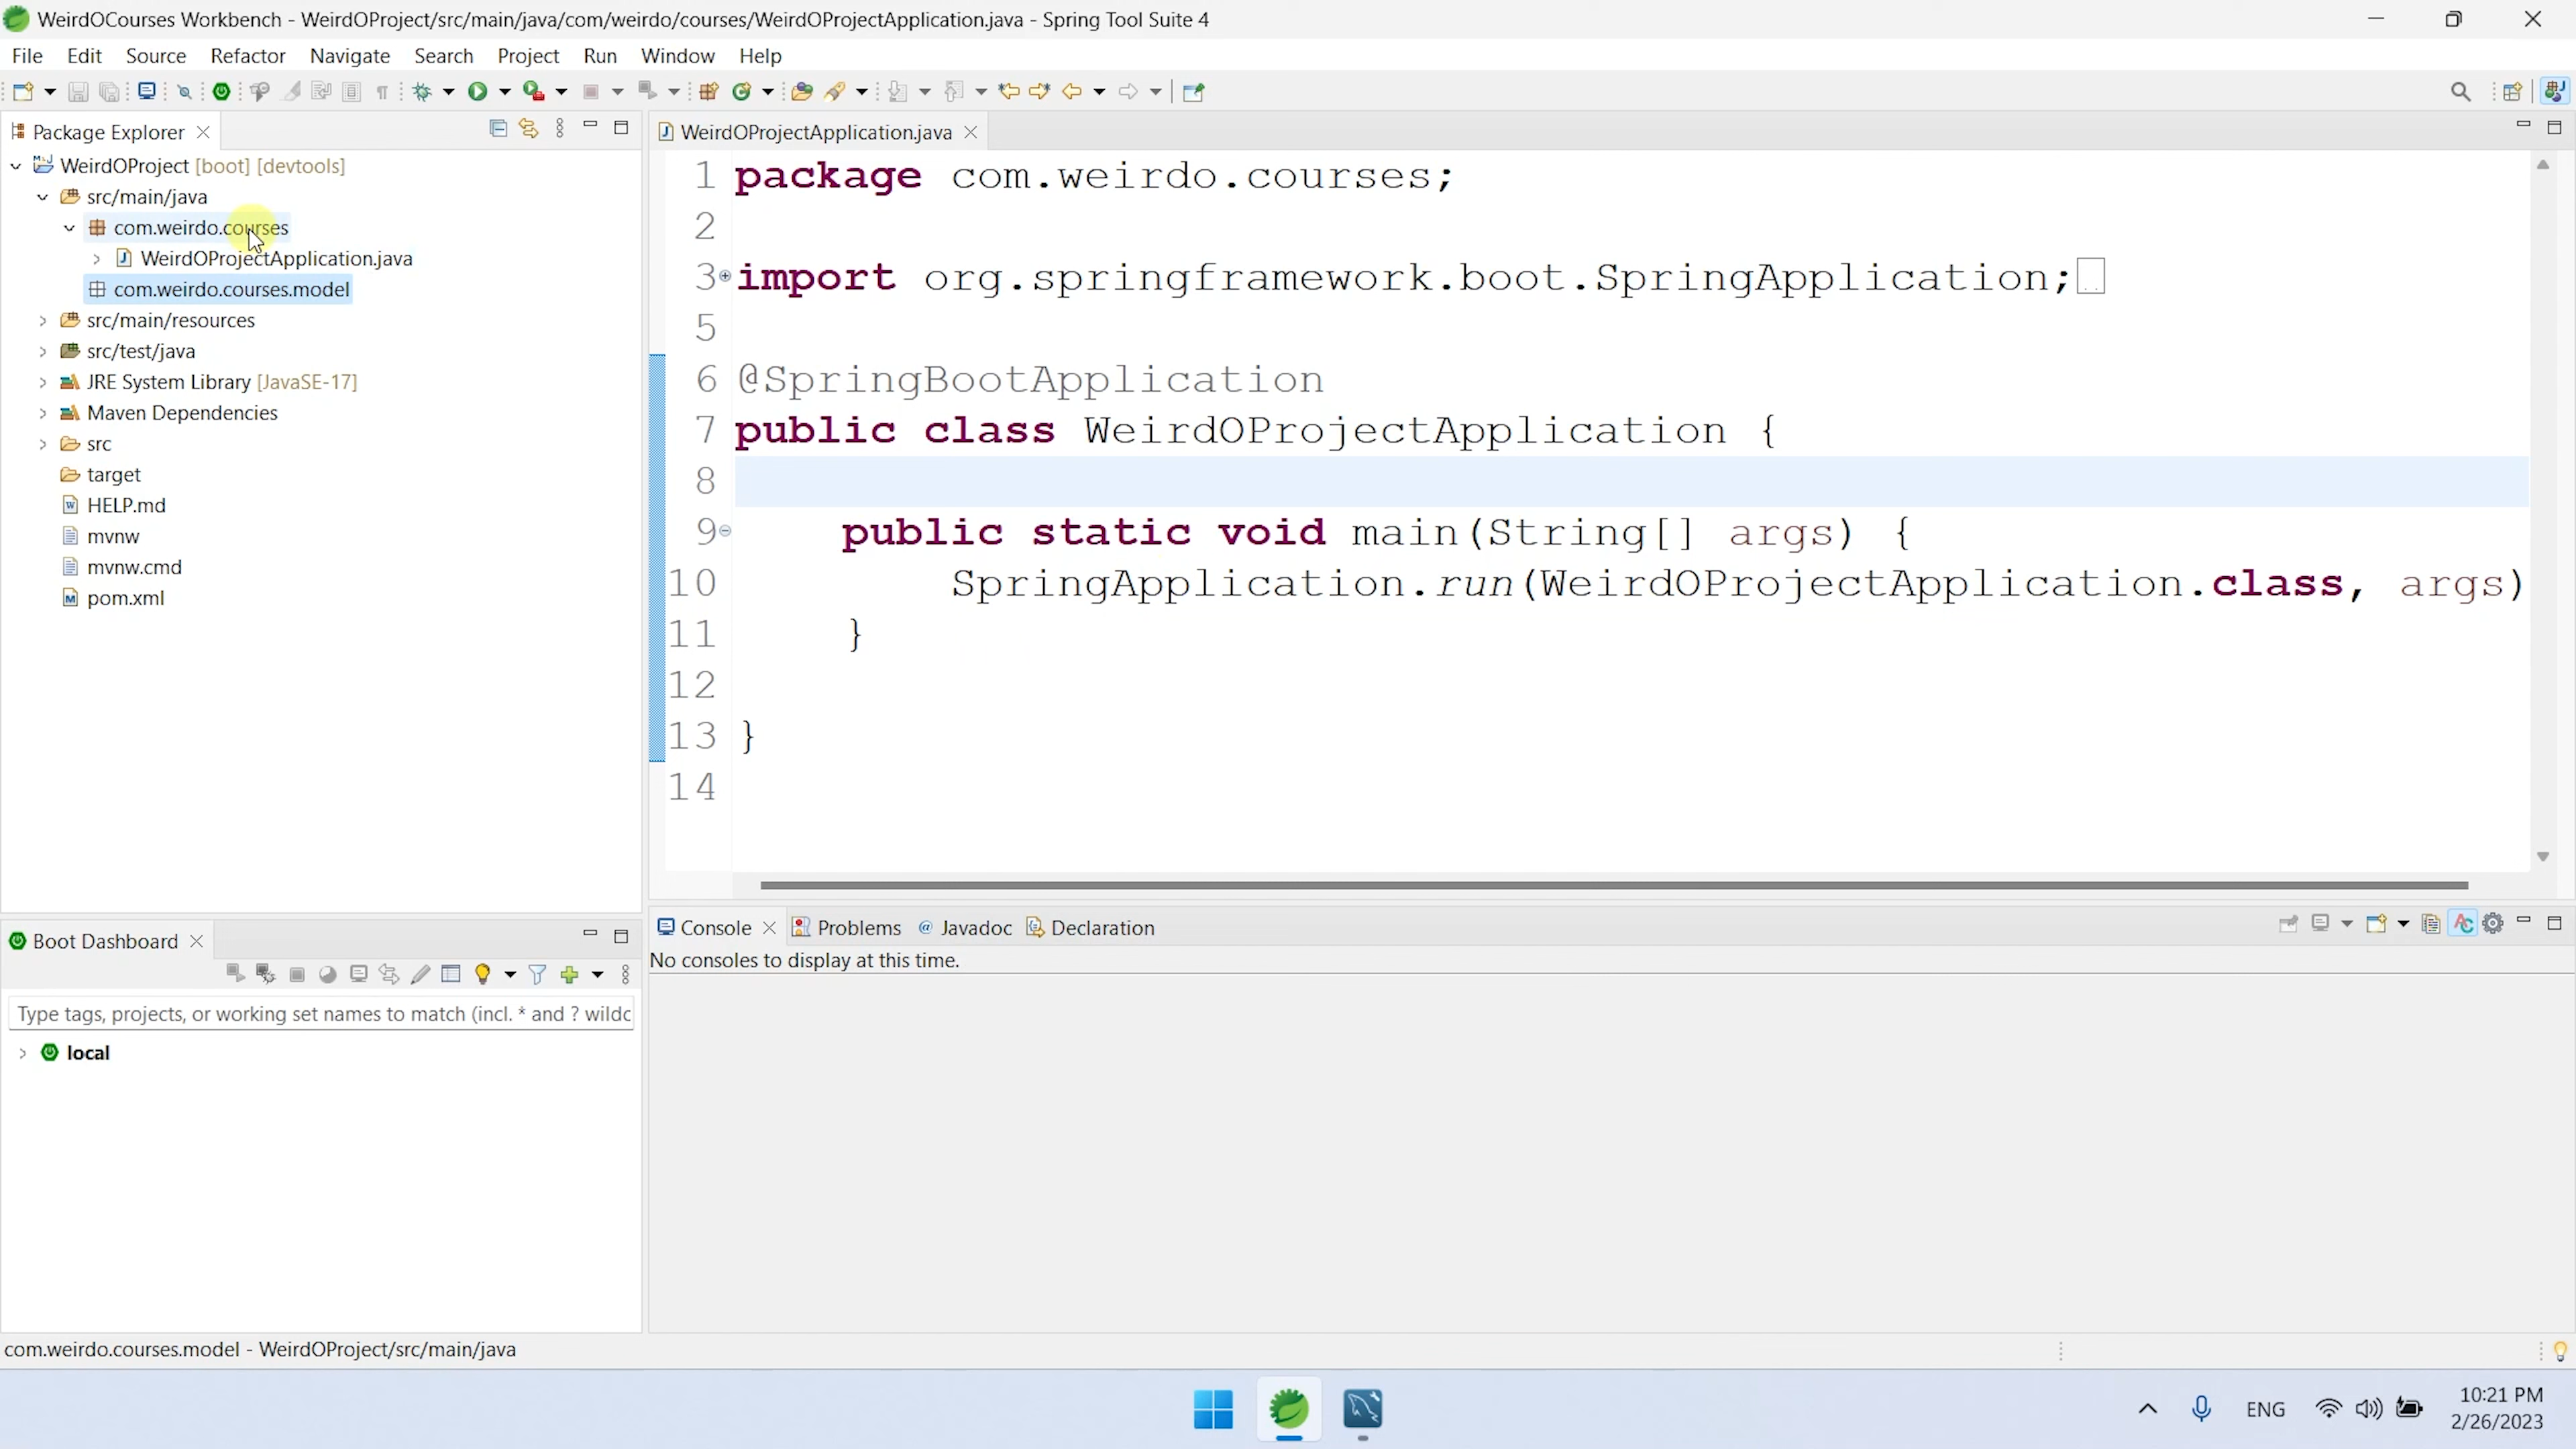 WeirdOCourses Workbench - WeirdOProject/src/main/java/com/weirdo/courses/WeirdOProjectApplication.java - Spring Tool Suite 4
File Edit Source Refactor Navigate Search Project Run Window Help
Package Explorer
WeirdOProject [boot] [devtools]
src/main/java
com.weirdo.courses
WeirdOProjectApplication.java
com.weirdo.courses.model
src/main/resources
src/test/java
JRE System Library [JavaSE-17]
Maven Dependencies
src
target
HELP.md
mvnw
mvnw.cmd
pom.xml
WeirdOProjectApplication.java
1 package com.weirdo.courses;
2
3 import org.springframework.boot.SpringApplication;
5
6 @SpringBootApplication
7 public class WeirdOProjectApplication {
8
9 public static void main(String[] args) {
10 SpringApplication.run(WeirdOProjectApplication.class, args)
11 }
12
13 }
14
Boot Dashboard
Type tags, projects, or working set names to match (incl. * and ? wildc
local
Console Problems @ Javadoc Declaration
No consoles to display at this time.
com.weirdo.courses.model - WeirdOProject/src/main/java
ENG
10:21 PM
2/26/2023